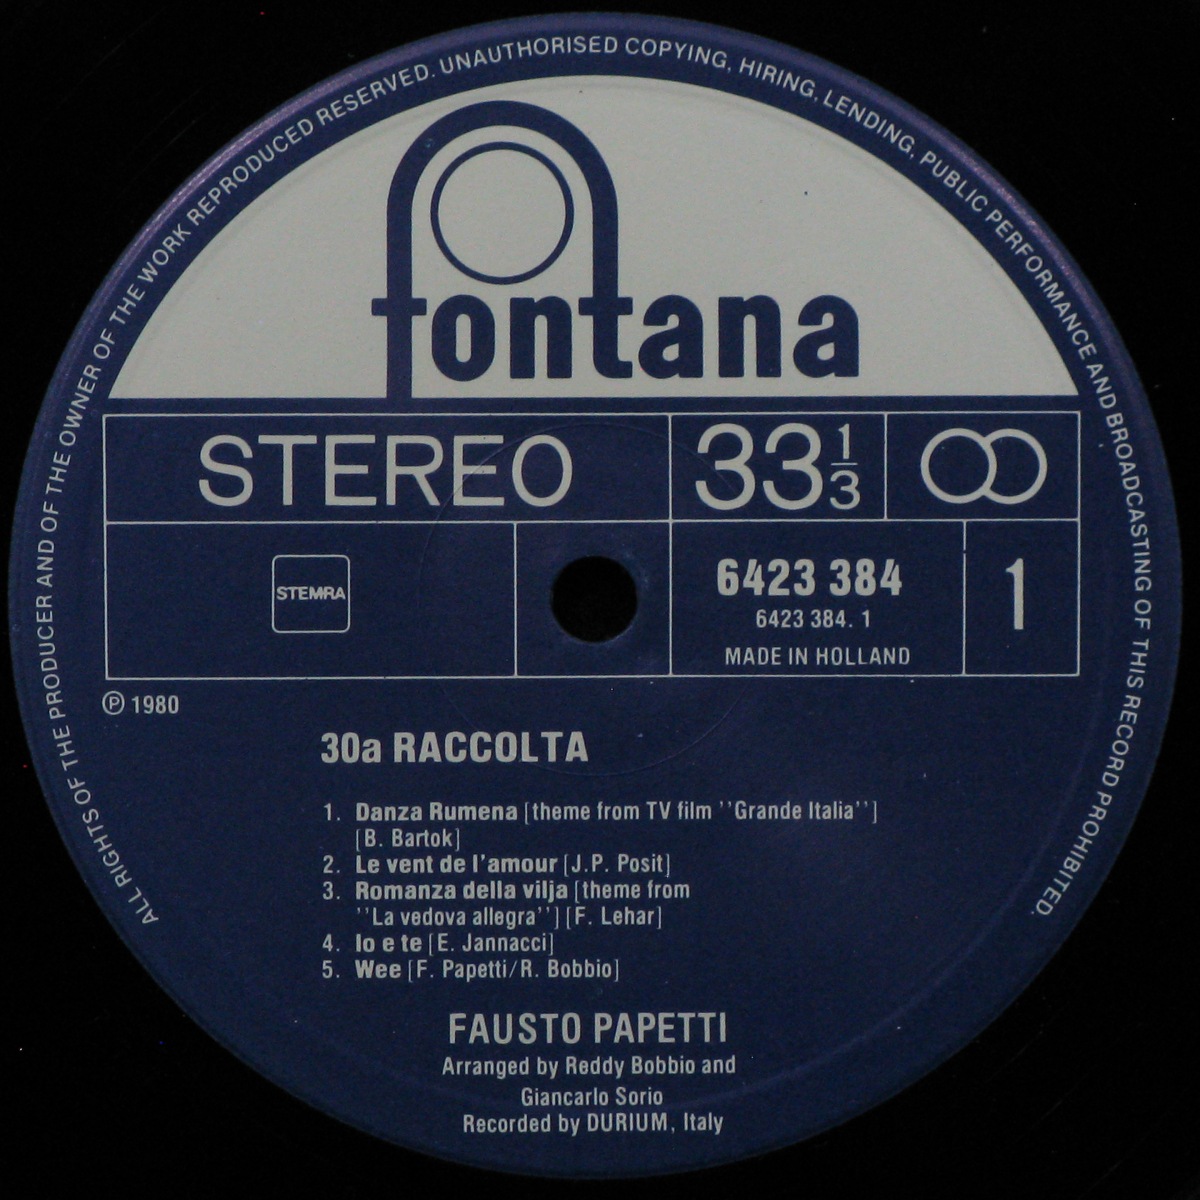 ALL RIGHTS OF THE PRODUCER AND OF THE OWNER OF THE WORK REPRODUCED RESERVED. UNAUTHORISED COPYING, HIRING, LENDING, PUBLIC PERFORMANCE AND BROADCASTING OF THIS RECORD PROHIBITED.
fontana
STEREO 33 1/3
STEMRA
6423 384
6423 384. 1
MADE IN HOLLAND
1
Ⓟ 1980
30a RACCOLTA
1. Danza Rumena [theme from TV film ''Grande Italia'']
[B. Bartok]
2. Le vent de l'amour [J.P. Posit]
3. Romanza della vilja [theme from
''La vedova allegra''] [F. Lehar]
4. Io e te [E. Jannacci]
5. Wee [F. Papetti/R. Bobbio]
FAUSTO PAPETTI
Arranged by Reddy Bobbio and
Giancarlo Sorio
Recorded by DURIUM, Italy